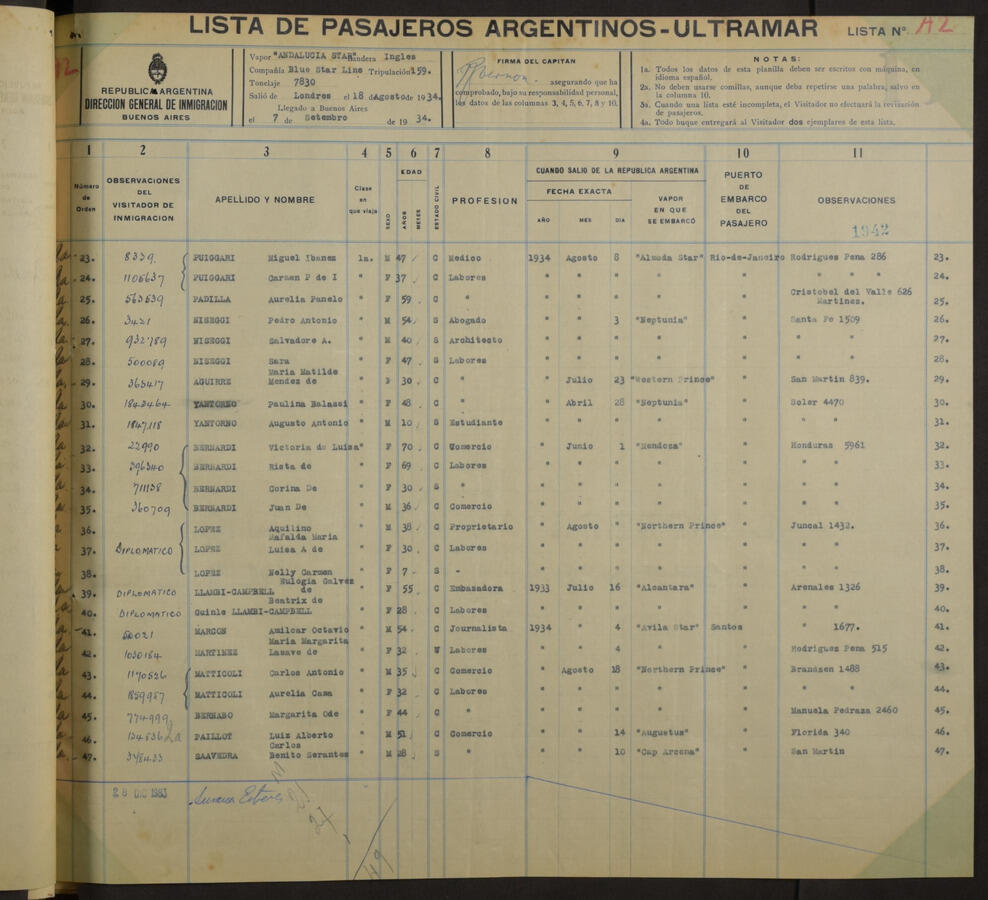 LISTA DE PASAJEROS ARGENTINOS-ULTRAMAR
LISTA N°. A2
REPUBLICA ARGENTINA
DIRECCION GENERAL DE INMIGRACION
BUENOS AIRES
Vapor "ANDALUCIA STAR" Bandera Ingles
Compañía Blue Star Line Tripulación 159.
Tonelaje 7830
Salió de Londres el 18 de Agosto de 1934.
Llegado a Buenos Aires
el 7 de Setembro de 1934.
FIRMA DEL CAPITAN
asegurando que ha
comprobado, bajo su responsabilidad personal,
los datos de las columnas 3, 4, 5, 6, 7, 8 y 10.
NOTAS:
1a. Todos los datos de esta planilla deben ser escritos con máquina, en
idioma español.
2a. No deben usarse comillas, aunque deba repetirse una palabra, salvo en
la columna 10.
3a. Cuando una lista esté incompleta, el Visitador no efectuará la revisación
de pasajeros.
4a. Todo buque entregará al Visitador dos ejemplares de esta lista.
1 2 3 4 5 6 7 8 9 10 11
Número de Orden
OBSERVACIONES DEL VISITADOR DE INMIGRACION
APELLIDO Y NOMBRE
Clase en que viaja
SEXO
EDAD
AÑOS
MESES
ESTADO CIVIL
PROFESION
CUANDO SALIO DE LA REPUBLICA ARGENTINA
FECHA EXACTA
AÑO MES DIA
VAPOR EN QUE SE EMBARCÓ
PUERTO DE EMBARCO DEL PASAJERO
OBSERVACIONES
1942
23. 8339. PUIGGARI Miguel Ibanez 1a. M 47 C Medico 1934 Agosto 8 "Almeda Star" Rio-de-Janeiro Rodrigues Pena 286 23.
24. 1105637 PUIGGARI Carmen P de I " F 37 C Labores " " " " " " " 24.
25. 563539 PADILLA Aurelia Panelo " F 59 C " " " " " " Cristobel del Valle 626 Martinez. 25.
26. 3421 NISEGGI Pedro Antonio " M 54 S Abogado " " 3 "Neptunia" " Santa Fe 1509 26.
27. 932789 NISEGGI Salvadore A. " M 40 S Architecto " " " " " " " 27.
28. 500089 NISEGGI Sara " F 47 S Labores " " " " " " " 28.
29. 365417 AGUIRRE Maria Matilde Mendez de " 30 C " " Julio 23 "Western Prince" " San Martin 839. 29.
30. 1843464 YANTORNO Paulina Balassi " F 48 C " " Abril 28 "Neptunia" " Soler 4470 30.
31. 1847118 YANTORNO Augusto Antonio " M 10 S Estudiante " " " " " " " 31.
32. 22990 BERNARDI Victoria de Luisa " F 70 C Comercio " Junio 1 "Mendoza" " Honduras 5961 32.
33. 396340 BERNARDI Rista de " F 69 C Labores " " " " " " " 33.
34. 711138 BERNARDI Corina De " F 30 S " " " " " " " " 34.
35. 360709 BERNARDI Juan De " M 36 C Comercio " " " " " " " 35.
36. LOPEZ Aquilino " M 38 C Proprietario " Agosto " "Northern Prince" " Juncal 1432. 36.
37. DIPLOMATICO LOPEZ Mafalda Maria Luisa A de " F 30 C Labores " " " " " " " 37.
38. LOPEZ Nelly Carmen " F 7 S - " " " " " " " 38.
39. DIPLOMATICO LLAMBI-CAMPBELL Eulogia Galvez de " F 55 C Embasadora 1933 Julio 16 "Alcantara" " Arenales 1326 39.
40. DIPLOMATICO Guinle LLAMBI-CAMPBELL Beatrix de " F 28 C Labores " " " " " " " 40.
41. 50021 MARCON Amilcar Octavio " M 54 C Journalista 1934 " 4 "Avila Star" Santos " 1677. 41.
42. 1030184 MARTINEZ Maria Margarita Lasave de " F 32 W Labores " " 4 " " Rodriguez Pena 515 42.
43. 1170526 MATTICOLI Carlos Antonio " M 35 C Comercio " Agosto 18 "Northern Prince" " Brandzen 1488 43.
44. 1859987 MATTICOLI Aurelia Casa " F 32 C Labores " " " " " " " 44.
45. 774999 BERNABO Margarita Ode " F 44 C " " " " " " Manuela Pedraza 2460 45.
46. PAILLOT Luiz Alberto " M 51 C Comercio " " 14 "Augustus" " Florida 340 46.
47. 348433 SAAVEDRA Carlos Benito Serantes " M 28 S " " " 10 "Cap Arcona" " San Martin 47.
28 DIC 1983